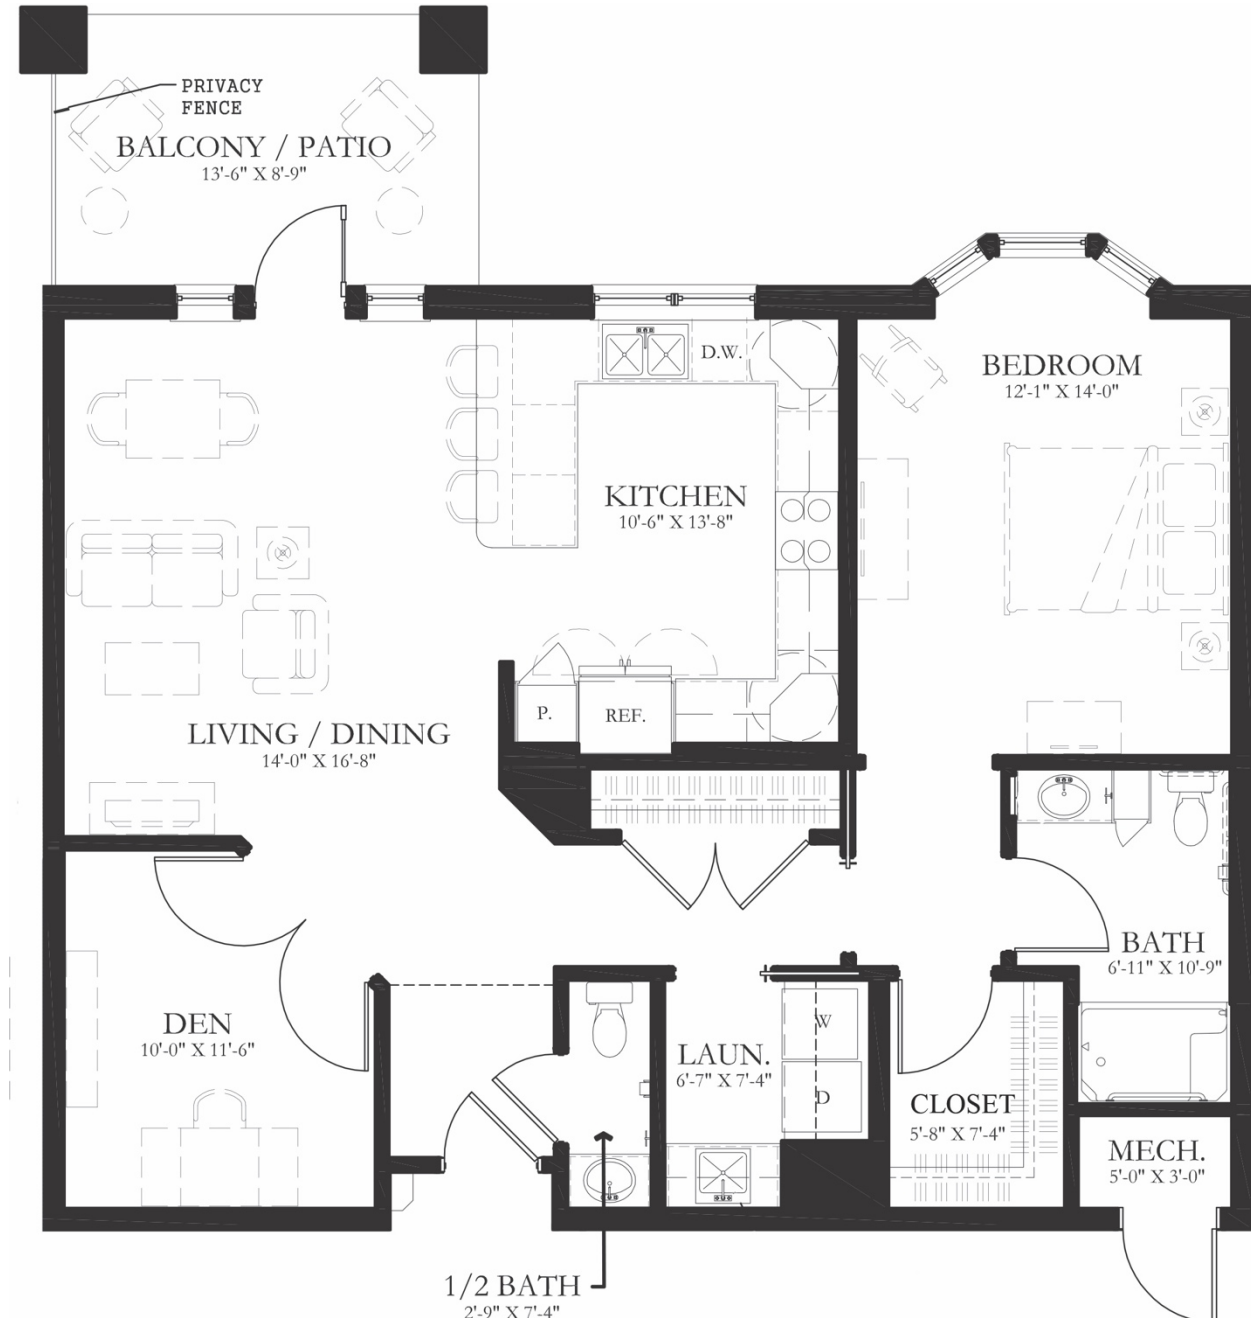 PRIVACY
FENCE
BALCONY / PATIO
13'-6" X 8'-9"
D.W.
BEDROOM
12'-1" X 14'-0"
KITCHEN
10'-6" X 13'-8"
P.
REF.
LIVING / DINING
14'-0" X 16'-8"
BATH
6'-11" X 10'-9"
DEN
10'-0" X 11'-6"
W
LAUN.
6'-7" X 7'-4"
D
CLOSET
5'-8" X 7'-4"
MECH.
5'-0" X 3'-0"
1/2 BATH
2'-9" X 7'-4"